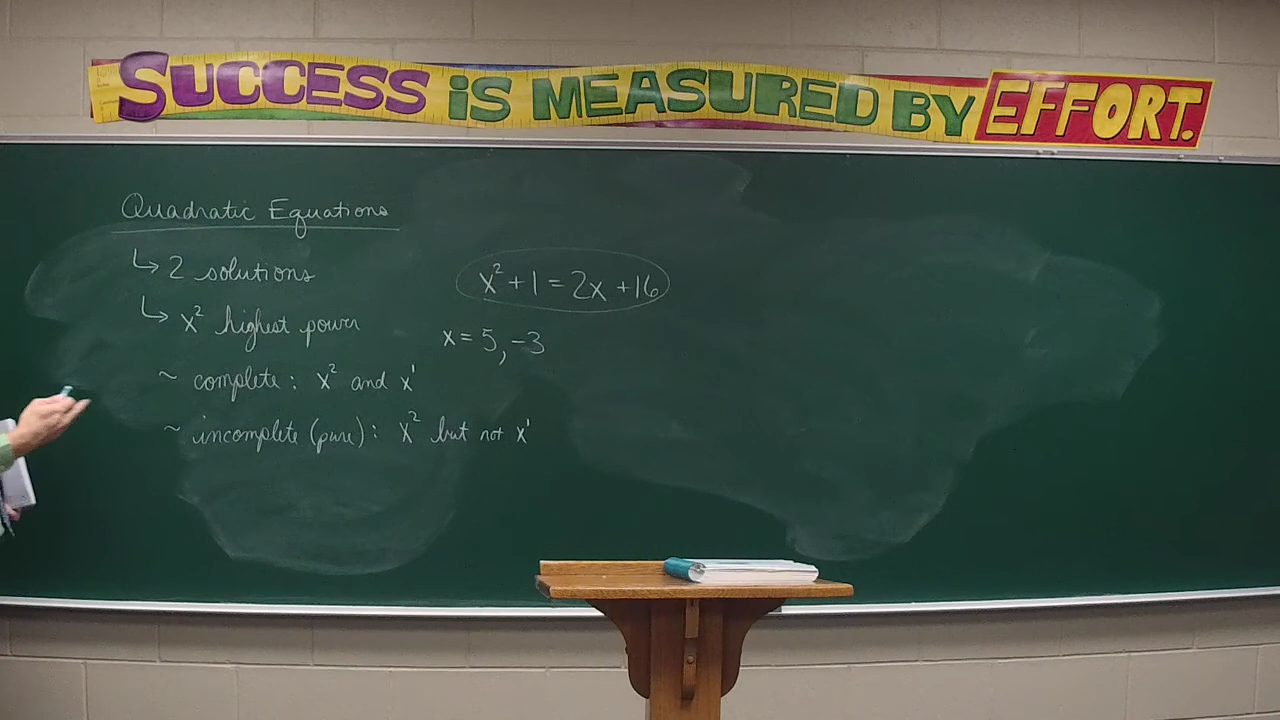 SUCCESS IS MEASURED BY EFFORT.
Quadratic Equations
↳ 2 solutions
↳ x² highest power
~ complete : x² and x¹
~ incomplete (pure) : x² but not x¹
x² + 1 = 2x + 16
x = 5, -3